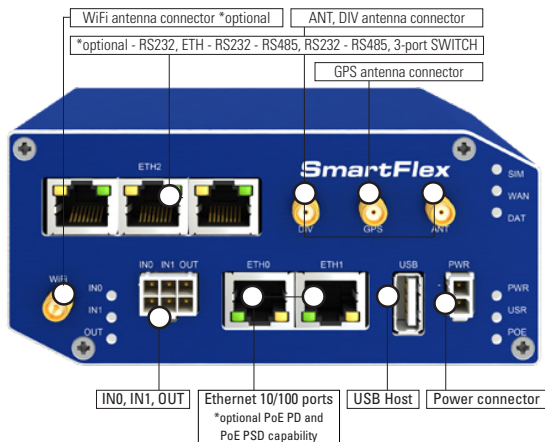 WiFi antenna connector *optional
ANT, DIV antenna connector
*optional - RS232, ETH - RS232 - RS485, RS232 - RS485, 3-port SWITCH
GPS antenna connector
ETH2
SmartFlex
SIM
WAN
DAT
DIV
GPS
ANT
WiFi
IN0
IN1
OUT
IN0 IN1 OUT
ETH0
ETH1
USB
PWR
PWR
USR
POE
IN0, IN1, OUT
Ethernet 10/100 ports
*optional PoE PD and
PoE PSD capability
USB Host
Power connector